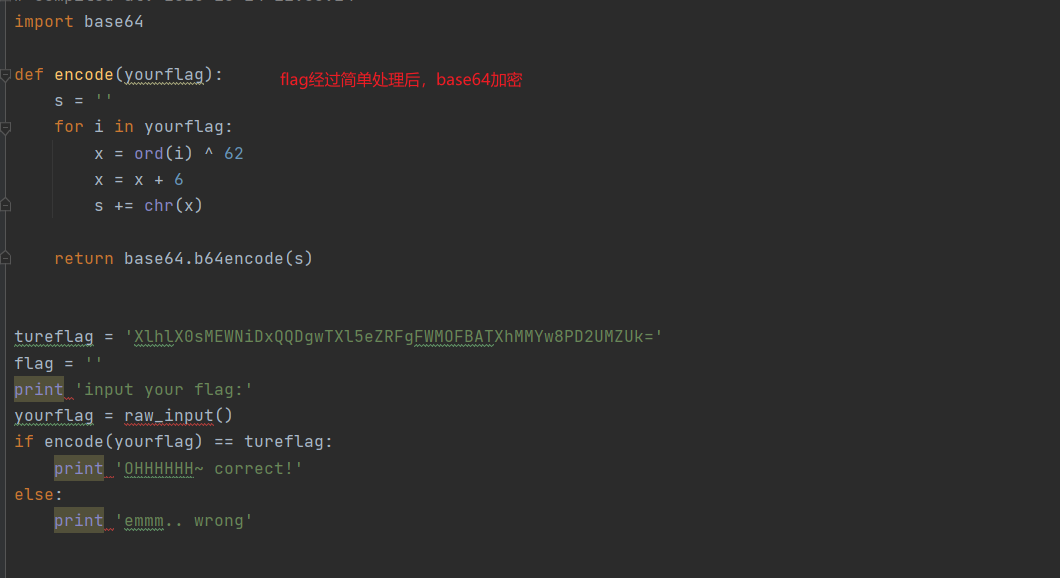 import base64
def encode(yourflag):
flag经过简单处理后，base64加密
s = ''
for i in yourflag:
x = ord(i) ^ 62
x = x + 6
s += chr(x)
return base64.b64encode(s)
tureflag = 'XlhlX0sMEWNiDxQQDgwTXl5eZRFgFWMOFBATXhMMYw8PD2UMZUk='
flag = ''
print 'input your flag:'
yourflag = raw_input()
if encode(yourflag) == tureflag:
print 'OHHHHHH~ correct!'
else:
print 'emmm.. wrong'